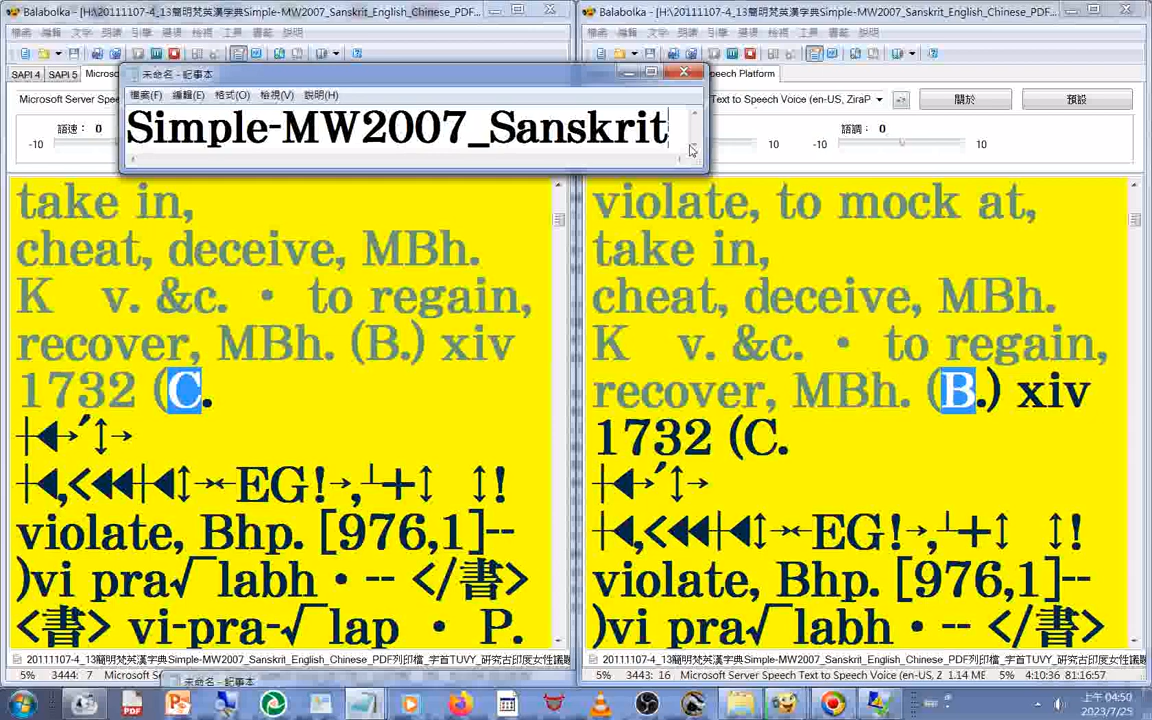 Balabolka - [H:\20111107-4_13簡明梵英漢字典Simple-MW2007_Sanskrit_English_Chinese_PDF...
Balabolka - [H:\20111107-4_13簡明梵英漢字典Simple-MW2007_Sanskrit_English_Chinese_PDF...
SAPI 4 SAPI 5 Microso
未命名 - 記事本
檔案(F) 編輯(E) 格式(O) 檢視(V) 說明(H)
Simple-MW2007_Sanskrit
peech Platform
Microsoft Server Spee
Text to Speech Voice (en-US, ZiraP
關於
預設
語速： 0
語調： 0
-10
10
-10
10
take in,
cheat, deceive, MBh.
K v. &c. • to regain,
recover, MBh. (B.) xiv
1732 (C.
violate, Bhp. [976,1]--
)vi pra√labh • -- </書>
<書> vi-pra-√lap • P.
violate, to mock at,
take in,
cheat, deceive, MBh.
K v. &c. • to regain,
recover, MBh. (B.) xiv
1732 (C.
violate, Bhp. [976,1]--
)vi pra√labh • -- </書>
20111107-4_13簡明梵英漢字典Simple-MW2007_Sanskrit_English_Chinese_PDF列印檔_字首TUVY_研究古印度女性議題
20111107-4_13簡明梵英漢字典Simple-MW2007_Sanskrit_English_Chinese_PDF列印檔_字首TUVY_研究古印度女性議題
5% 3444: 7 Microsoft S
未命名 - 記事本
5% 3443: 16 Microsoft Server Speech Text to Speech Voice (en-US, Z 1.14 ME 5% 4:10:36 81:16:57
上午 04:50
2023/7/25